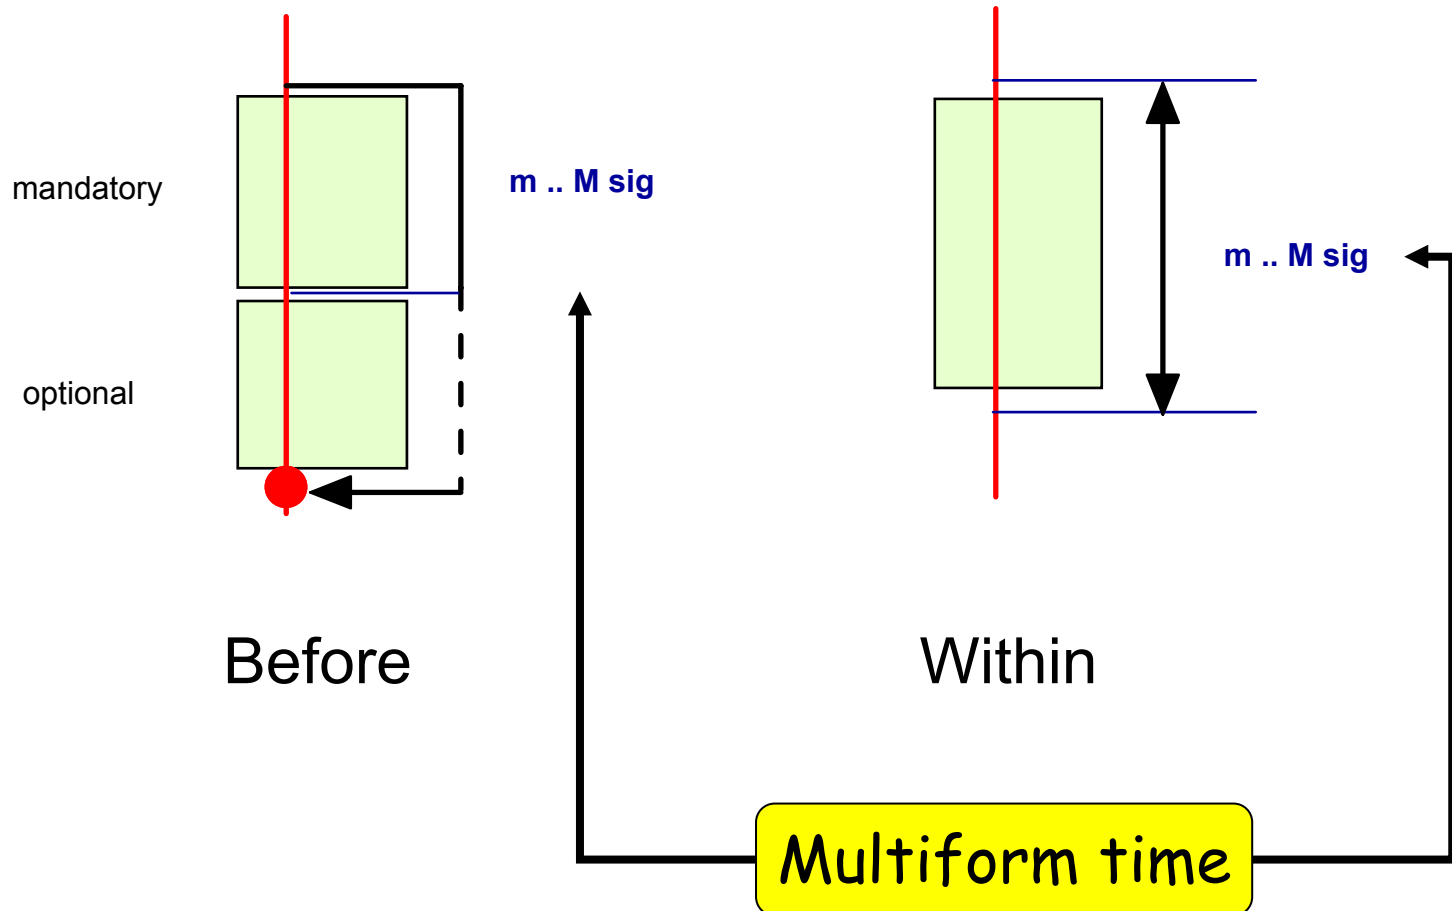 mandatory
m .. M sig
optional
m .. M sig
Before
Within
Multiform time